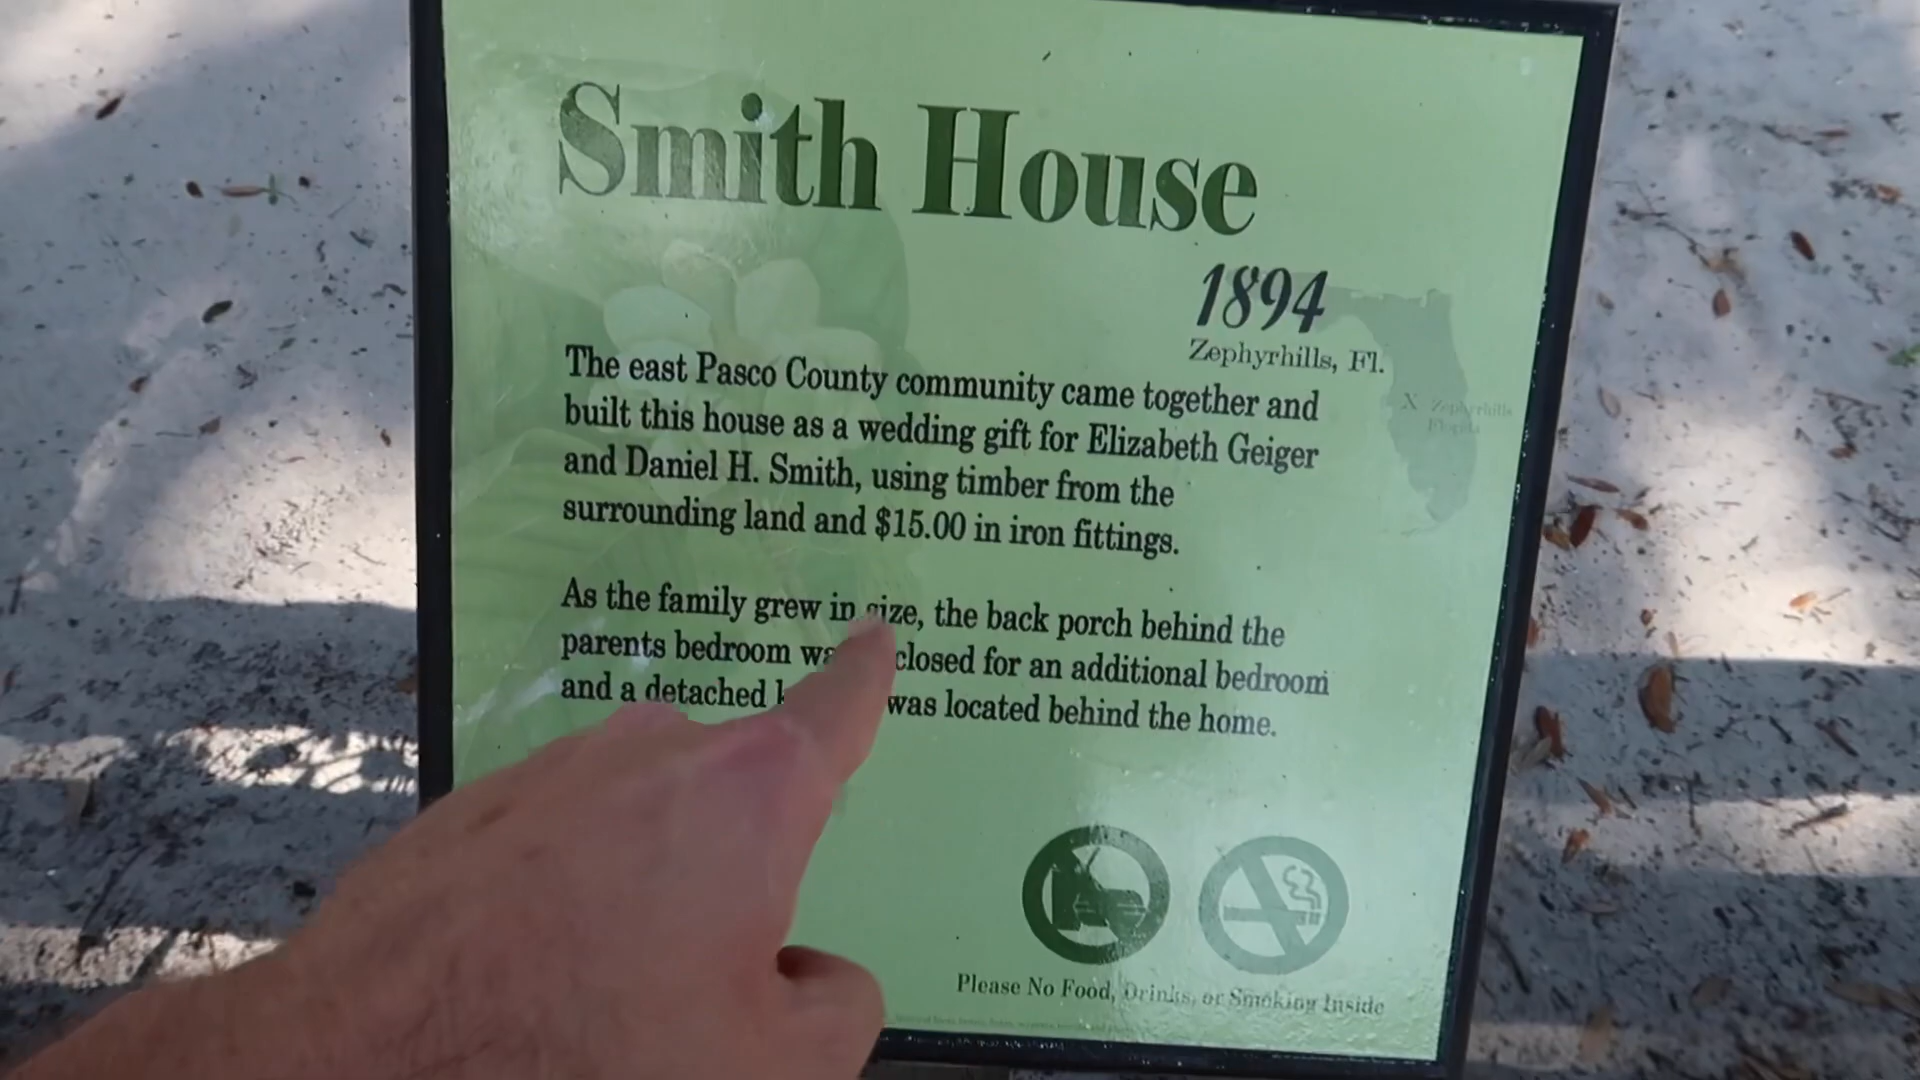 Smith House
1894
Zephyrhills, Fl.
X Zephyrhills
Florida
The east Pasco County community came together and
built this house as a wedding gift for Elizabeth Geiger
and Daniel H. Smith, using timber from the
surrounding land and $15.00 in iron fittings.
As the family grew in size, the back porch behind the
parents bedroom closed for an additional bedroom
and a detached was located behind the home.
Please No Food, Drinks, or Smoking Inside